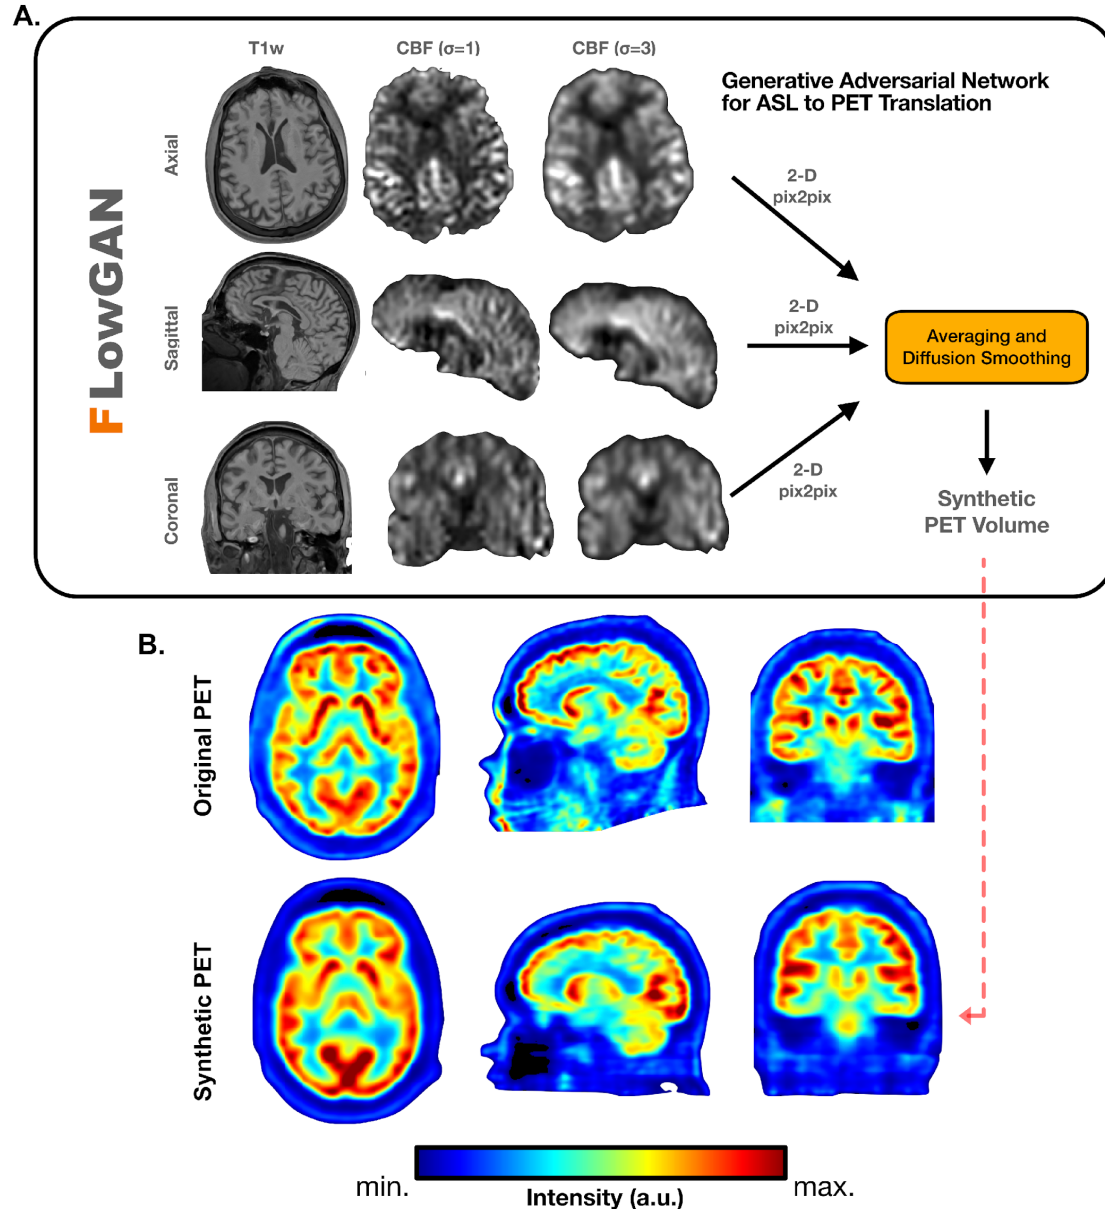 A.
T1w
CBF (σ=1)
CBF (σ=3)
Generative Adversarial Network
for ASL to PET Translation
FLowGAN
Axial
Sagittal
Coronal
2-D
pix2pix
2-D
pix2pix
2-D
pix2pix
Averaging and
Diffusion Smoothing
Synthetic
PET Volume
B.
Original PET
Synthetic PET
min.
max.
Intensity (a.u.)